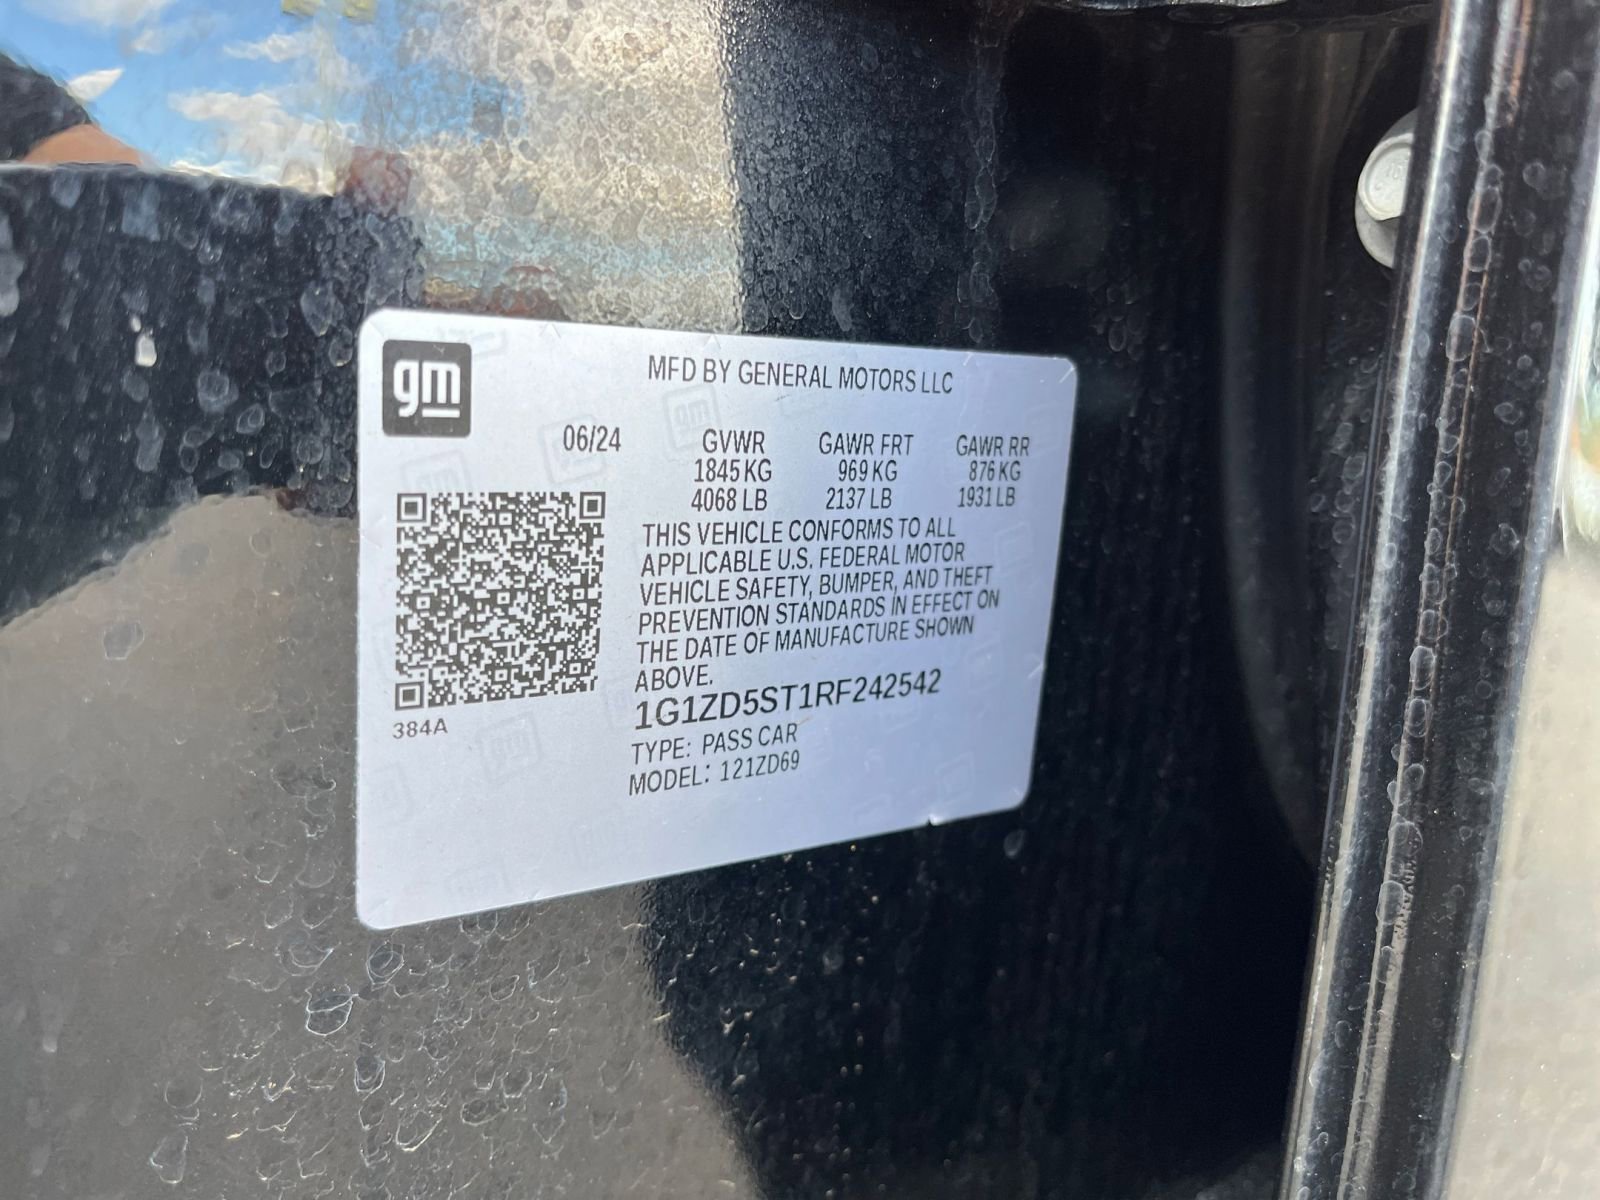 gm
MFD BY GENERAL MOTORS LLC
06/24 GVWR GAWR FRT GAWR RR
1845 KG 969 KG 876 KG
4068 LB 2137 LB 1931 LB
THIS VEHICLE CONFORMS TO ALL
APPLICABLE U.S. FEDERAL MOTOR
VEHICLE SAFETY, BUMPER, AND THEFT
PREVENTION STANDARDS IN EFFECT ON
THE DATE OF MANUFACTURE SHOWN
ABOVE.
1G1ZD5ST1RF242542
TYPE: PASS CAR
MODEL: 121ZD69
384A